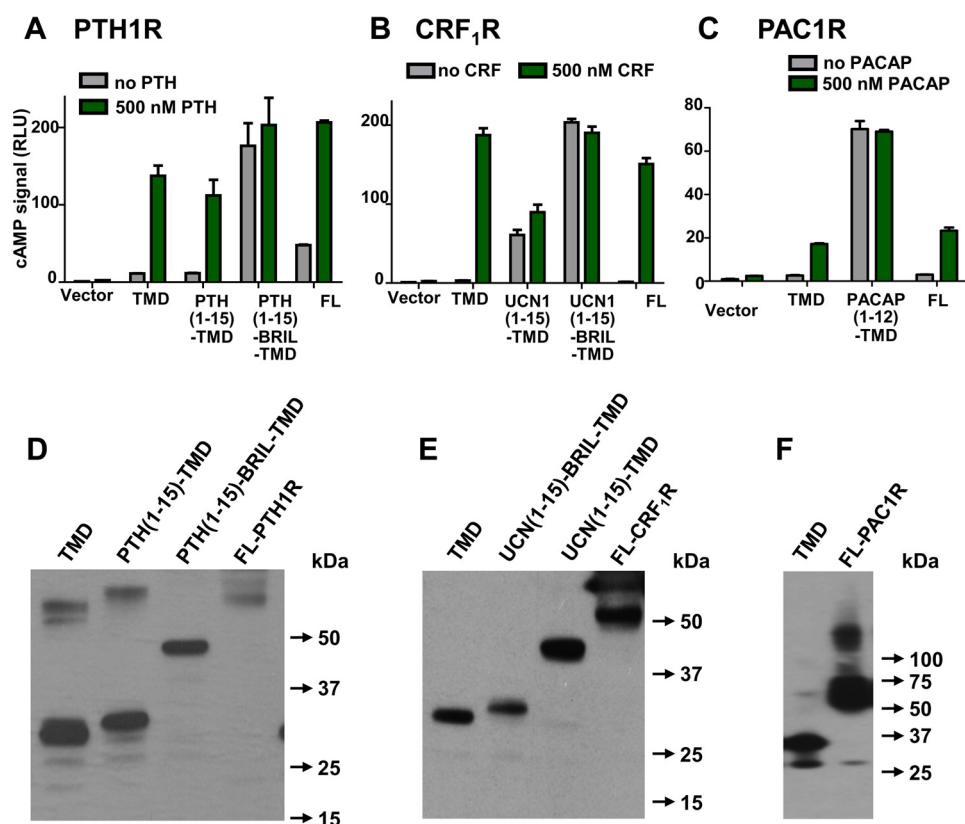 A PTH1R
no PTH
500 nM PTH
cAMP signal (RLU)
200
100
0
Vector
TMD
PTH
(1-15)
-TMD
PTH
(1-15)
-BRIL
-TMD
FL
B CRF₁R
no CRF
500 nM CRF
200
100
0
Vector
TMD
UCN1
(1-15)
-TMD
UCN1
(1-15)
-BRIL
-TMD
FL
C PAC1R
no PACAP
500 nM PACAP
80
60
40
20
0
Vector
TMD
PACAP
(1-12)
-TMD
FL
D
TMD
PTH(1-15)-TMD
PTH(1-15)-BRIL-TMD
FL-PTH1R
kDa
→ 50
→ 37
→ 25
→ 15
E
TMD
UCN(1-15)-BRIL-TMD
UCN(1-15)-TMD
FL-CRF₁R
kDa
→ 50
→ 37
→ 25
→ 15
F
TMD
FL-PAC1R
kDa
→ 100
→ 75
→ 50
→ 37
→ 25